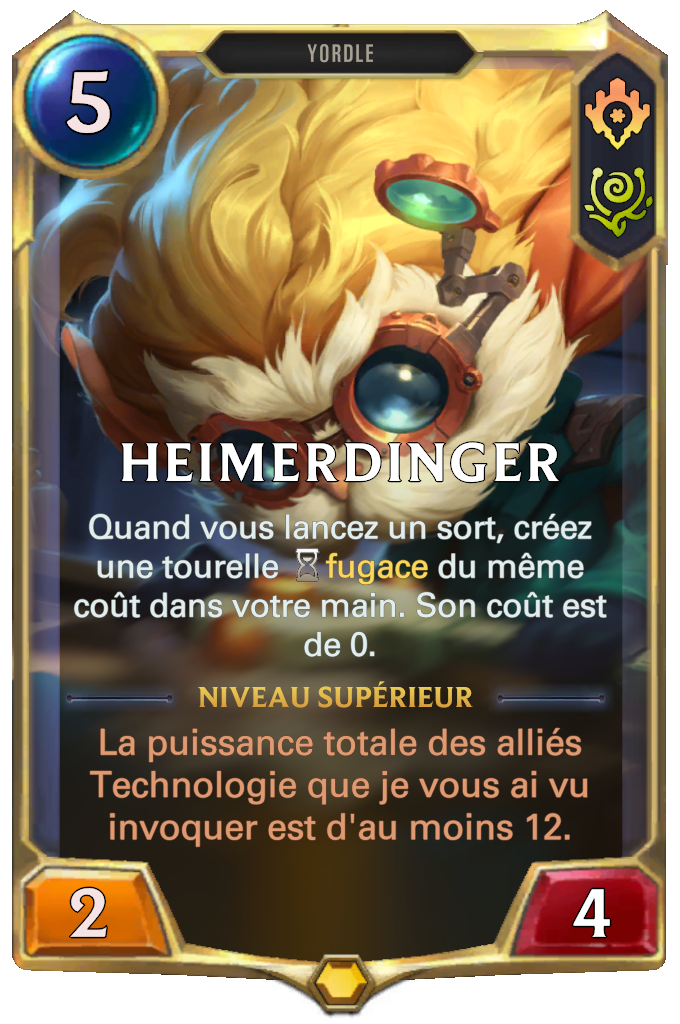 YORDLE
5
HEIMERDINGER
Quand vous lancez un sort, créez
une tourelle fugace du même
coût dans votre main. Son coût est
de 0.
NIVEAU SUPÉRIEUR
La puissance totale des alliés
Technologie que je vous ai vu
invoquer est d'au moins 12.
2
4